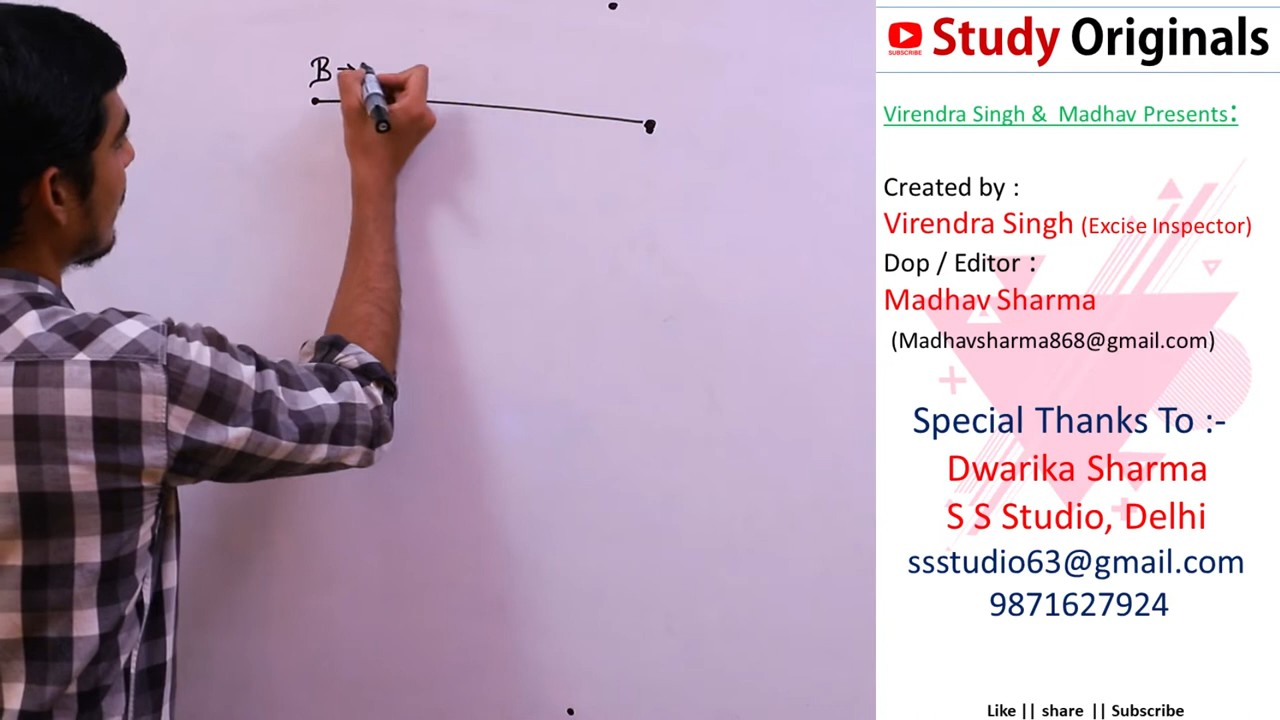 B →
SUBSCRIBE
Study Originals
Virendra Singh & Madhav Presents:
Created by :
Virendra Singh (Excise Inspector)
Dop / Editor :
Madhav Sharma
(Madhavsharma868@gmail.com)
Special Thanks To :-
Dwarika Sharma
S S Studio, Delhi
ssstudio63@gmail.com
9871627924
Like || share || Subscribe